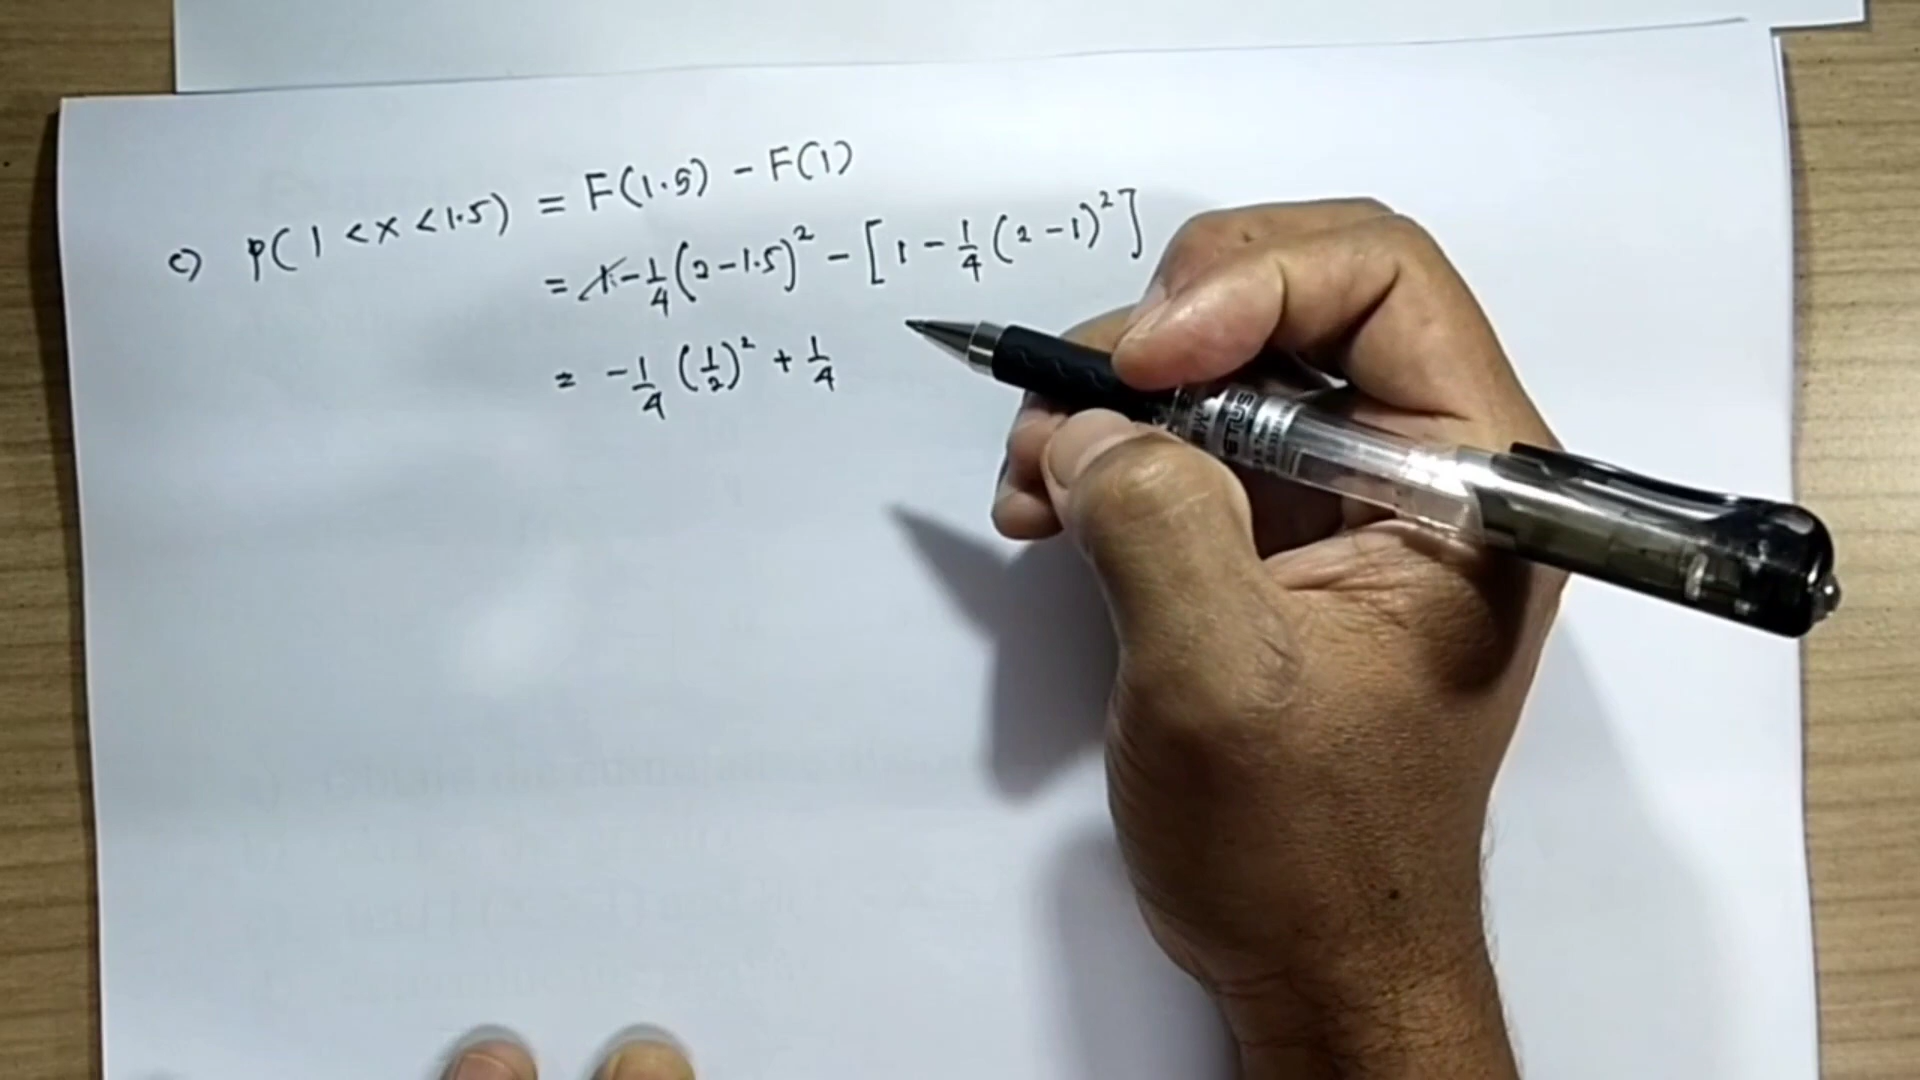 c) P(1 < x < 1.5) = F(1.5) - F(1)
= 1 - 1/4 (2 - 1.5)² - [1 - 1/4 (2 - 1)²]
= - 1/4 (1/2)² + 1/4